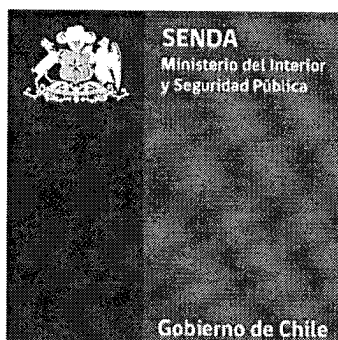 SENDA
Ministerio del Interior
y Seguridad Pública
Gobierno de Chile